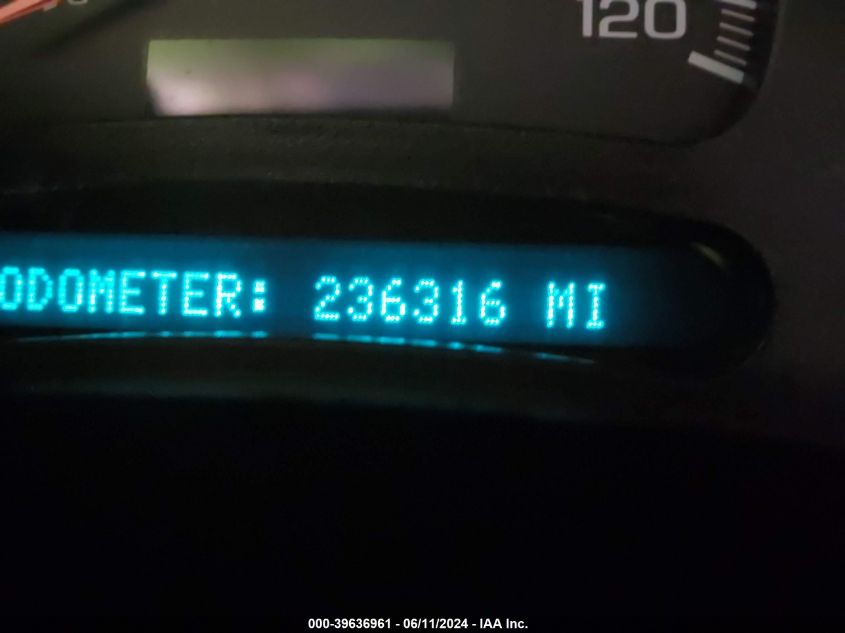 120
ODOMETER: 236316 MI
000-39636961 - 06/11/2024 - IAA Inc.